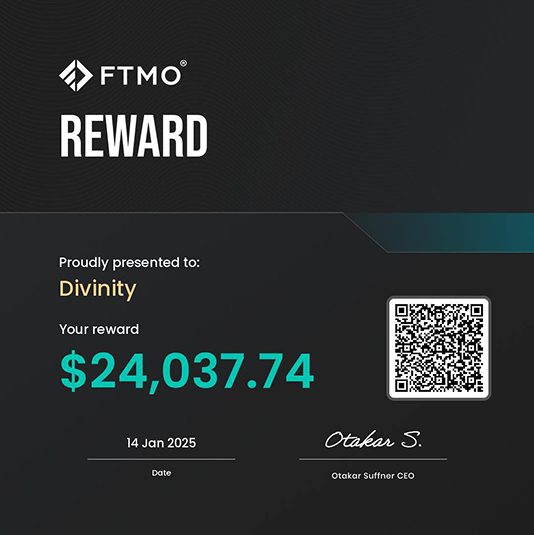 FTMO®
REWARD
Proudly presented to:
Divinity
Your reward
$24,037.74
14 Jan 2025
Date
Otakar S.
Otakar Suffner CEO